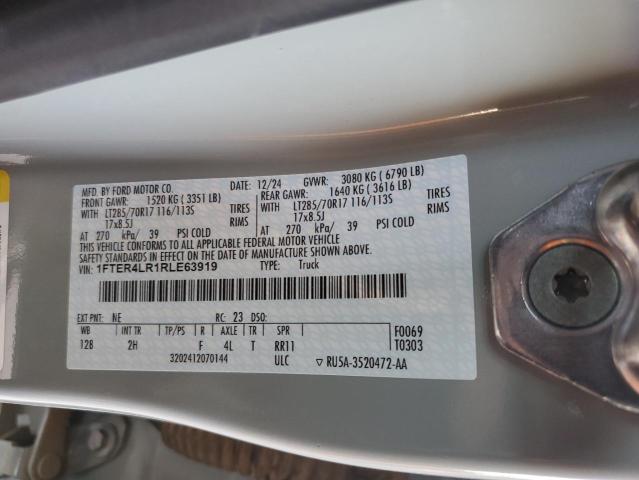 MFD. BY FORD MOTOR CO. DATE: 12/24 GVWR: 3080 KG ( 6790 LB)
FRONT GAWR: 1520 KG ( 3351 LB) REAR GAWR: 1640 KG ( 3616 LB)
WITH LT285/70R17 116/113S TIRES WITH LT285/70R17 116/113S TIRES
17x8.5J RIMS 17x8.5J RIMS
AT 270 kPa/ 39 PSI COLD AT 270 kPa/ 39 PSI COLD
THIS VEHICLE CONFORMS TO ALL APPLICABLE FEDERAL MOTOR VEHICLE
SAFETY STANDARDS IN EFFECT ON THE DATE OF MANUFACTURE SHOWN ABOVE.
VIN: 1FTER4LR1RLE63919 TYPE: Truck
EXT PNT: NE RC: 23 DSO:
WB INT TR TP/PS R AXLE TR SPR F0069
128 2H F 4L T RR11 T0303
3202412070144 ULC ▽ RU5A-3520472-AA